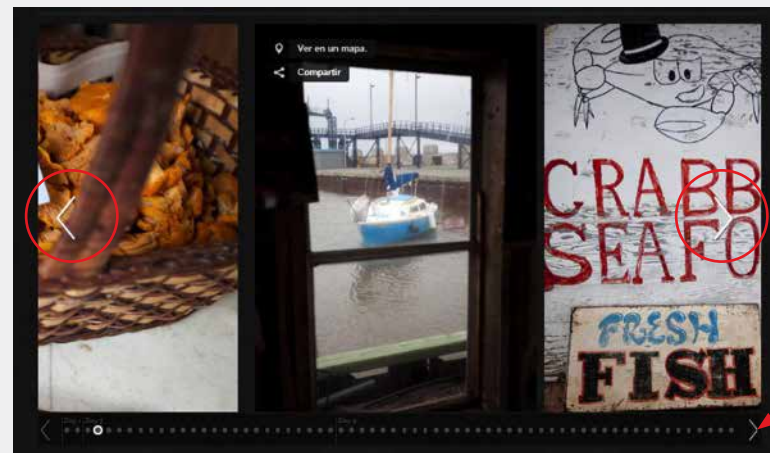 Ver en un mapa.
Compartir
CRABB
SEAFO
FRESH
FISH